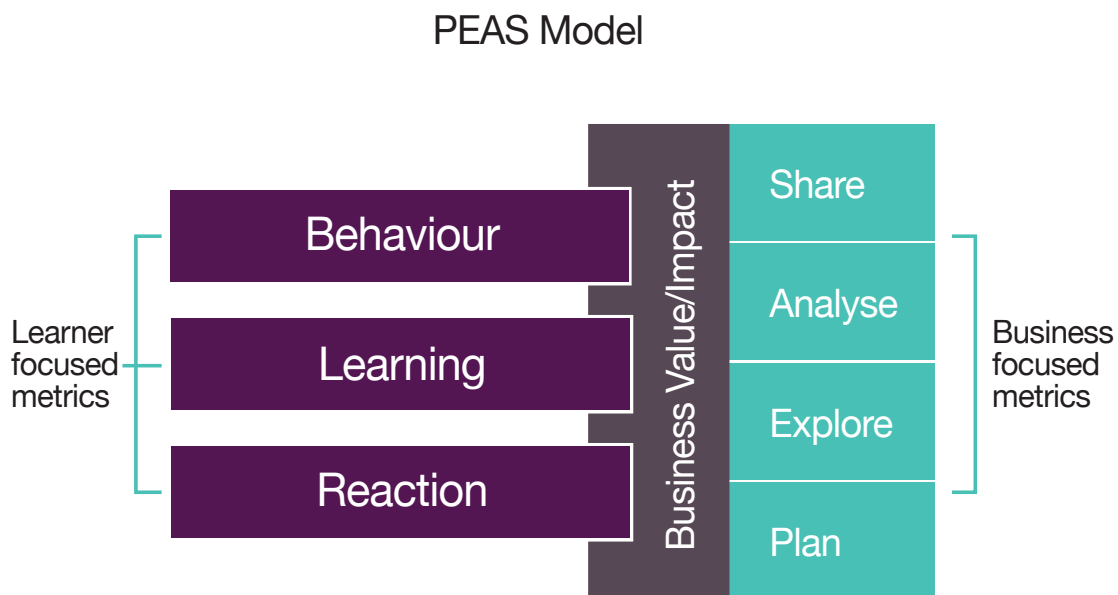 PEAS Model
Learner
focused
metrics
Behaviour
Learning
Reaction
Business Value/Impact
Share
Analyse
Explore
Plan
Business
focused
metrics